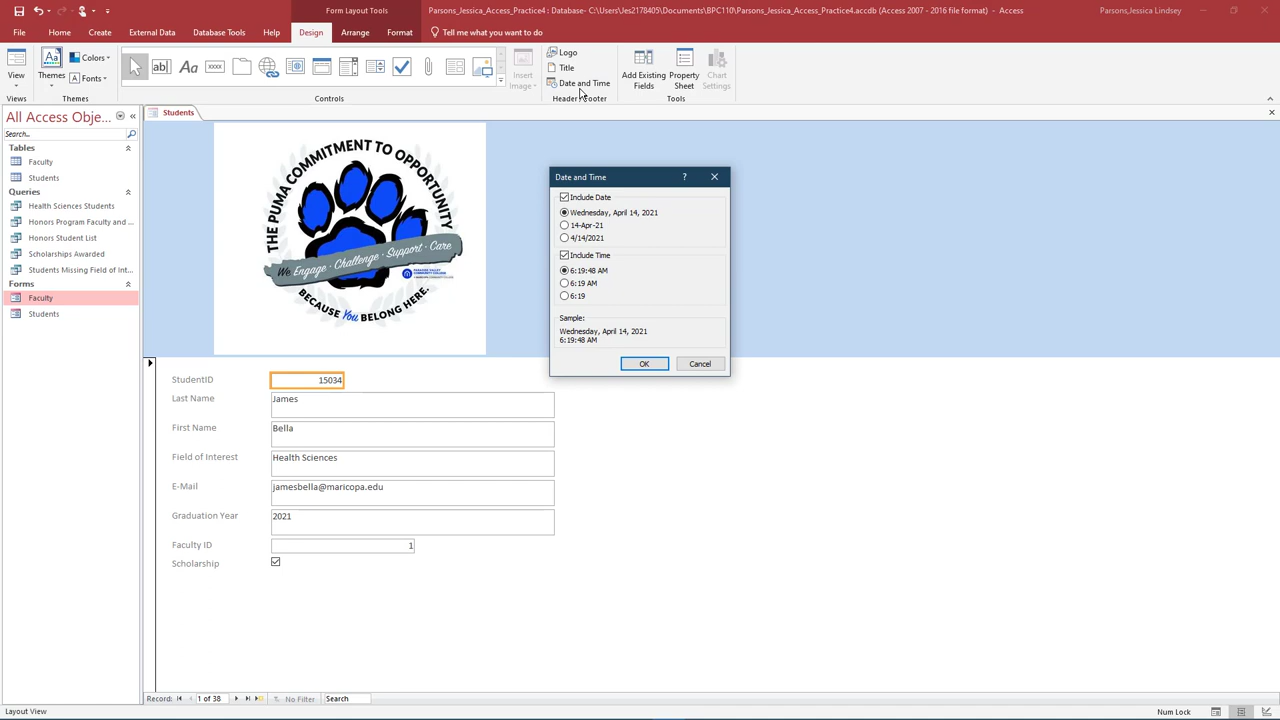 Form Layout Tools
Parsons_Jessica_Access_Practice4 : Database- C:\Users\Jes2178405\Documents\BPC110\Parsons_Jessica_Access_Practice4.accdb (Access 2007 - 2016 file format) - Access
Parsons,Jessica Lindsey
File Home Create External Data Database Tools Help Design Arrange Format Tell me what you want to do
View
Views
Themes
Colors
Fonts
Themes
ab|
Aa
xxxx
Controls
Insert Image
Logo
Title
Date and Time
Header/Footer
Add Existing Fields
Property Sheet
Chart Settings
Tools
All Access Obje...
Search...
Tables
Faculty
Students
Queries
Health Sciences Students
Honors Program Faculty and ...
Honors Student List
Scholarships Awarded
Students Missing Field of Int...
Forms
Faculty
Students
Students
THE PUMA COMMITMENT TO OPPORTUNITY
We Engage · Challenge · Support · Care
PARADISE VALLEY
COMMUNITY COLLEGE
BECAUSE You BELONG HERE.
Date and Time
?
Include Date
Wednesday, April 14, 2021
14-Apr-21
4/14/2021
Include Time
6:19:48 AM
6:19 AM
6:19
Sample:
Wednesday, April 14, 2021
6:19:48 AM
OK Cancel
StudentID 15034
Last Name James
First Name Bella
Field of Interest Health Sciences
E-Mail jamesbella@maricopa.edu
Graduation Year 2021
Faculty ID 1
Scholarship
Record: 1 of 38 No Filter Search
Layout View
Num Lock